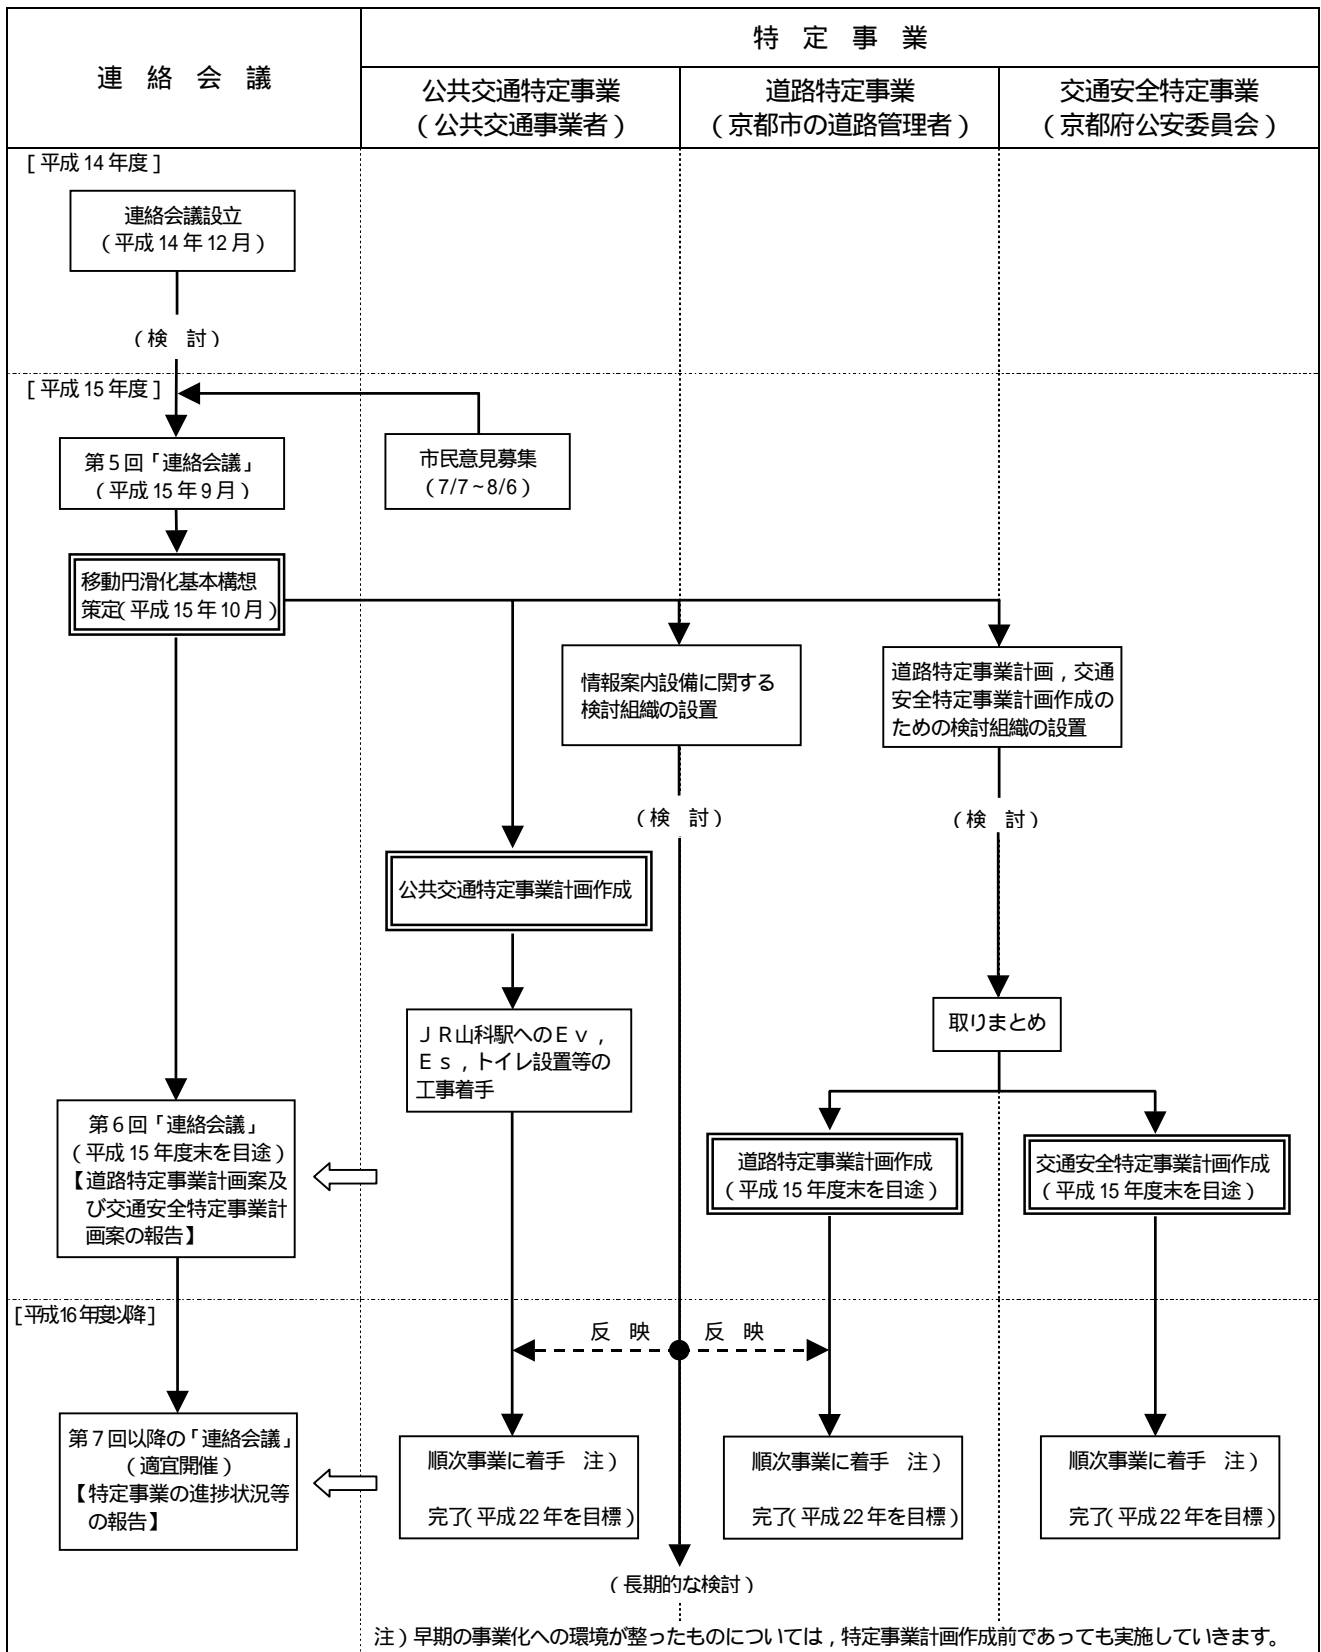 連　絡　会　議
特　定　事　業
公共交通特定事業
（公共交通事業者）
道路特定事業
（京都市の道路管理者）
交通安全特定事業
（京都府公安委員会）
［平成14年度］
連絡会議設立
（平成14年12月）
（検　討）
［平成15年度］
第５回「連絡会議」
（平成15年9月）
市民意見募集
（7/7~8/6）
移動円滑化基本構想
策定（平成15年10月）
情報案内設備に関する
検討組織の設置
道路特定事業計画，交通
安全特定事業計画作成の
ための検討組織の設置
（検　討）
（検　討）
公共交通特定事業計画作成
ＪＲ山科駅へのＥｖ，
Ｅｓ，トイレ設置等の
工事着手
取りまとめ
第６回「連絡会議」
（平成15年度末を目途）
【道路特定事業計画案及
び交通安全特定事業計
画案の報告】
道路特定事業計画作成
（平成15年度末を目途）
交通安全特定事業計画作成
（平成15年度末を目途）
［平成16年度以降］
反　映　　反　映
第７回以降の「連絡会議」
（適宜開催）
【特定事業の進捗状況等
の報告】
順次事業に着手　注）
完了（平成22年を目標）
順次事業に着手　注）
完了（平成22年を目標）
順次事業に着手　注）
完了（平成22年を目標）
（長期的な検討）
注）早期の事業化への環境が整ったものについては，特定事業計画作成前であっても実施していきます。